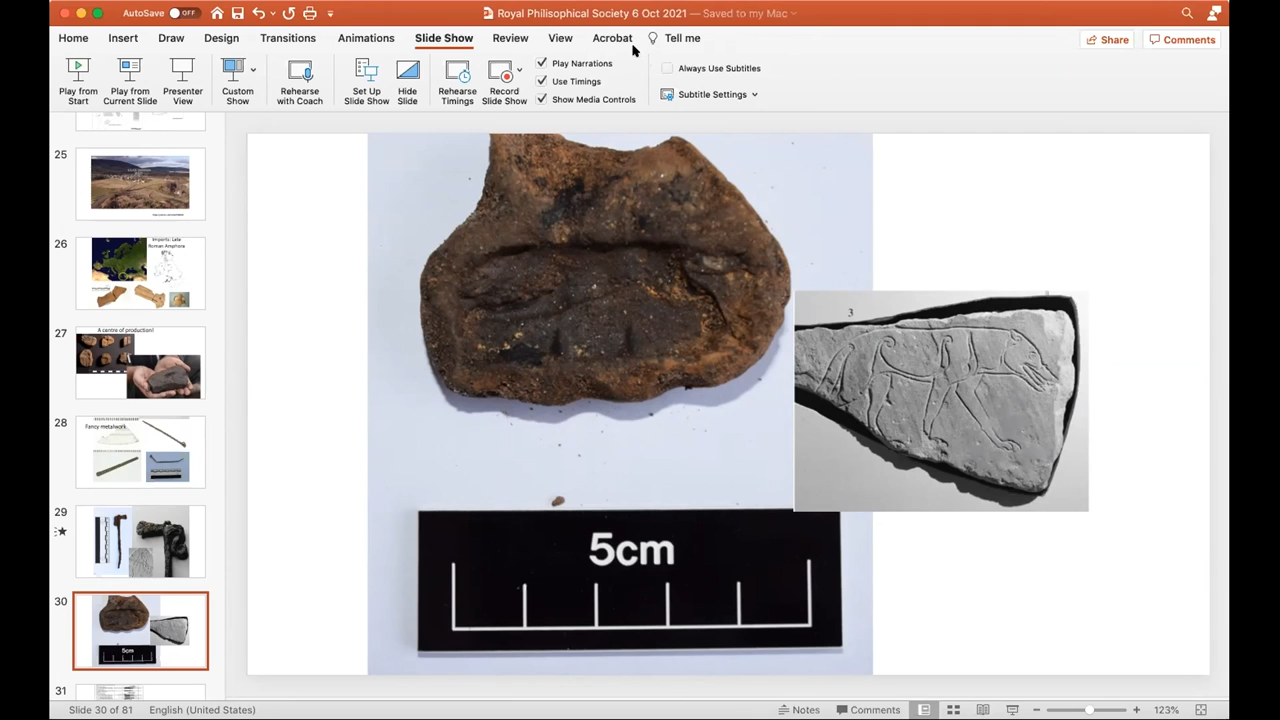 AutoSave OFF
Royal Philisophical Society 6 Oct 2021 — Saved to my Mac
Home Insert Draw Design Transitions Animations Slide Show Review View Acrobat Tell me
Share Comments
Play from Start
Play from Current Slide
Presenter View
Custom Show
Rehearse with Coach
Set Up Slide Show
Hide Slide
Rehearse Timings
Record Slide Show
Play Narrations
Use Timings
Show Media Controls
Always Use Subtitles
Subtitle Settings
25
26
Imports: Late
Roman Amphora
27
A centre of production!
28
Fancy metalwork
29
30
5cm
31
3
5cm
Slide 30 of 81 English (United States) Notes Comments 123%